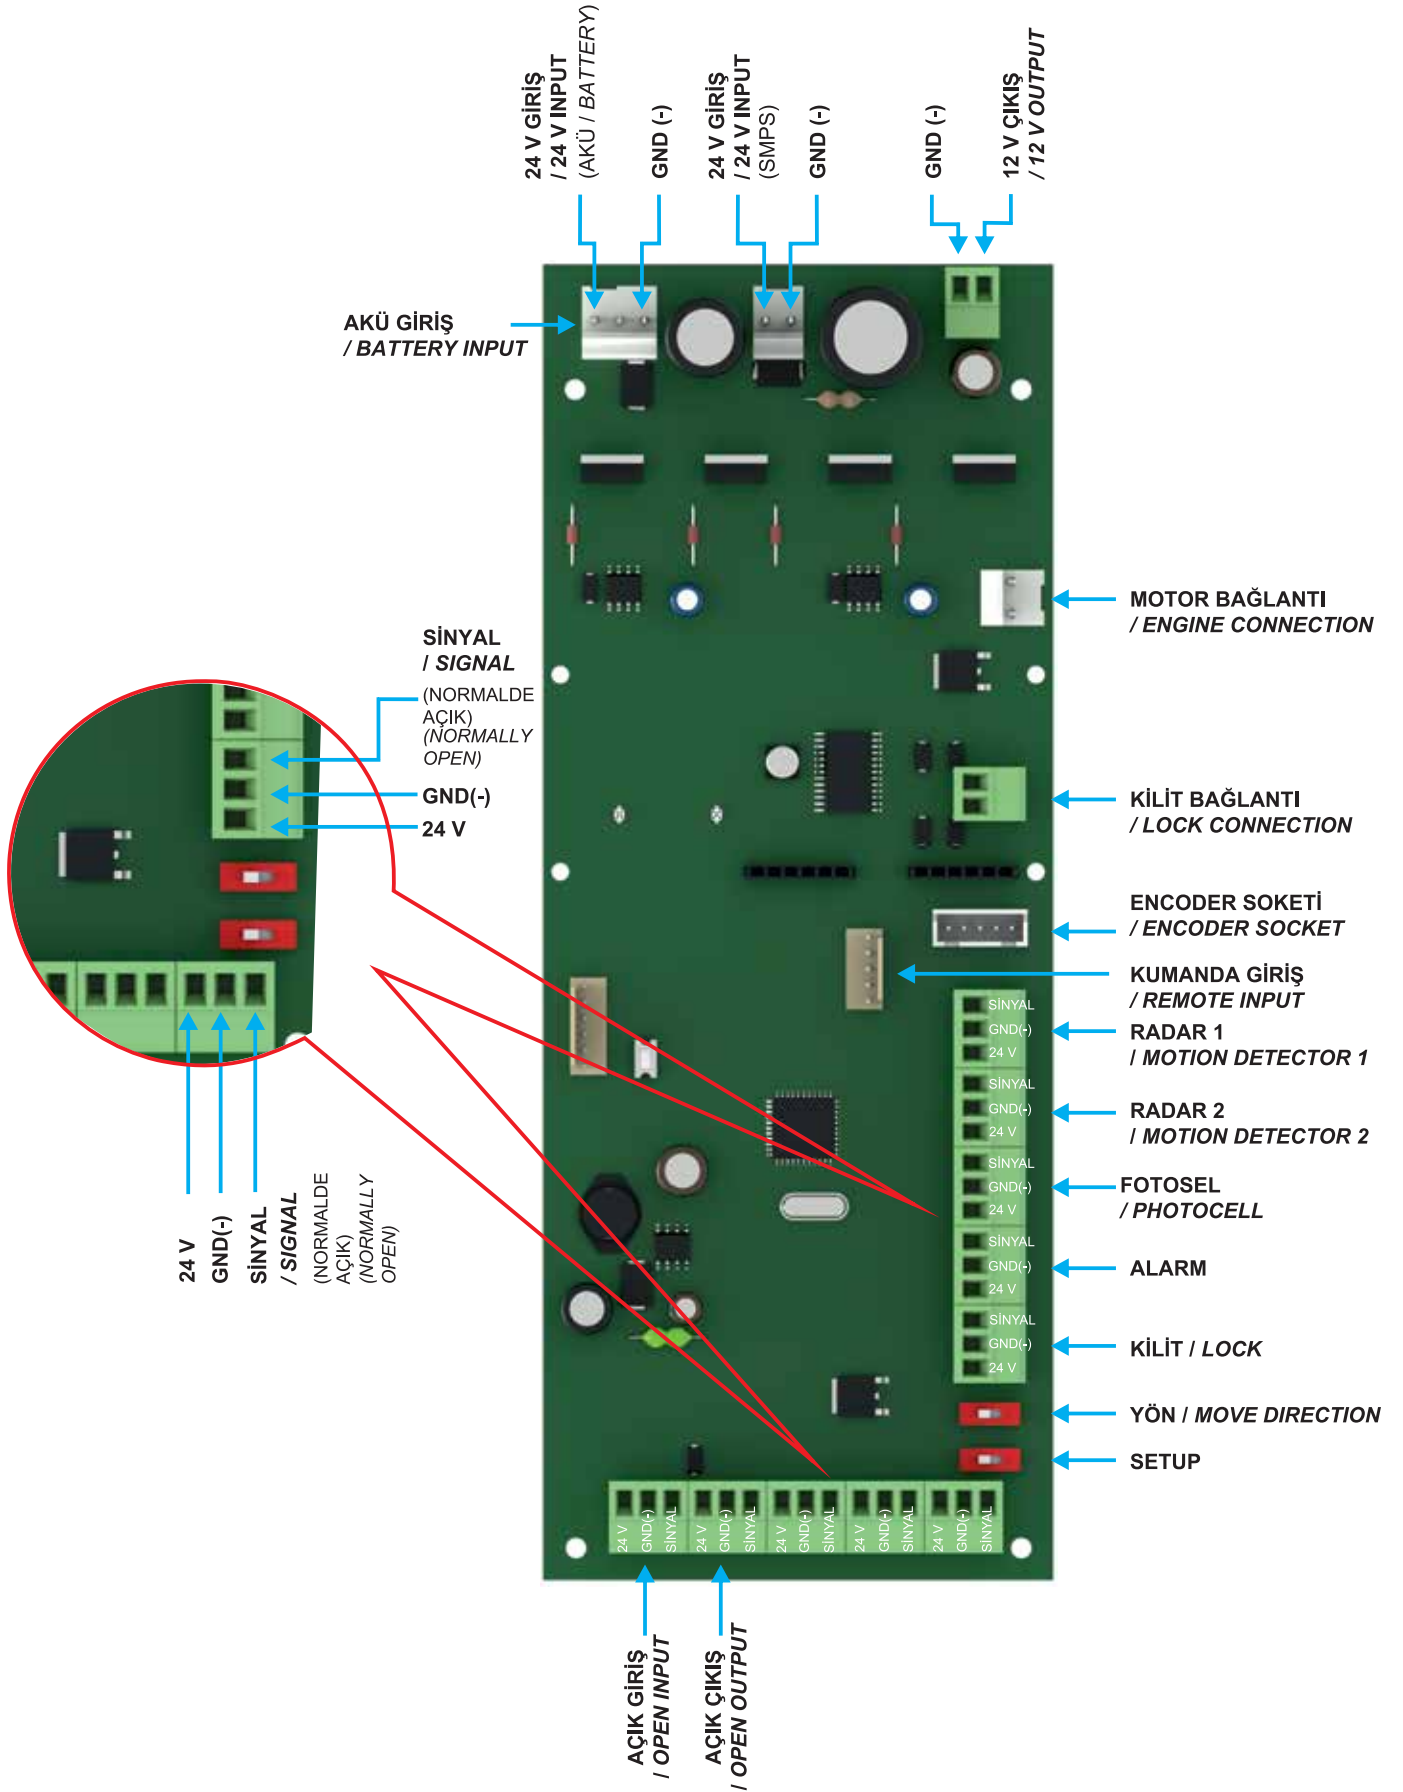 24 V GİRİŞ
/ 24 V INPUT
(AKÜ / BATTERY)
GND (-)
24 V GİRİŞ
/ 24 V INPUT
(SMPS)
GND (-)
GND (-)
12 V ÇIKIŞ
/ 12 V OUTPUT
AKÜ GİRİŞ
/ BATTERY INPUT
MOTOR BAĞLANTI
/ ENGINE CONNECTION
SİNYAL
/ SIGNAL
(NORMALDE
AÇIK)
(NORMALLY
OPEN)
GND(-)
24 V
KİLİT BAĞLANTI
/ LOCK CONNECTION
ENCODER SOKETİ
/ ENCODER SOCKET
KUMANDA GİRİŞ
/ REMOTE INPUT
SİNYAL
GND(-)
24 V
RADAR 1
/ MOTION DETECTOR 1
SİNYAL
GND(-)
24 V
RADAR 2
/ MOTION DETECTOR 2
SİNYAL
GND(-)
24 V
FOTOSEL
/ PHOTOCELL
SİNYAL
GND(-)
24 V
ALARM
SİNYAL
GND(-)
24 V
KİLİT / LOCK
YÖN / MOVE DIRECTION
SETUP
24 V
GND(-)
SİNYAL
/ SIGNAL
(NORMALDE
AÇIK)
(NORMALLY
OPEN)
24 V
GND(-)
SİNYAL
24 V
GND(-)
SİNYAL
24 V
GND(-)
SİNYAL
24 V
GND(-)
SİNYAL
24 V
GND(-)
SİNYAL
AÇIK GİRİŞ
/ OPEN INPUT
AÇIK ÇIKIŞ
/ OPEN OUTPUT